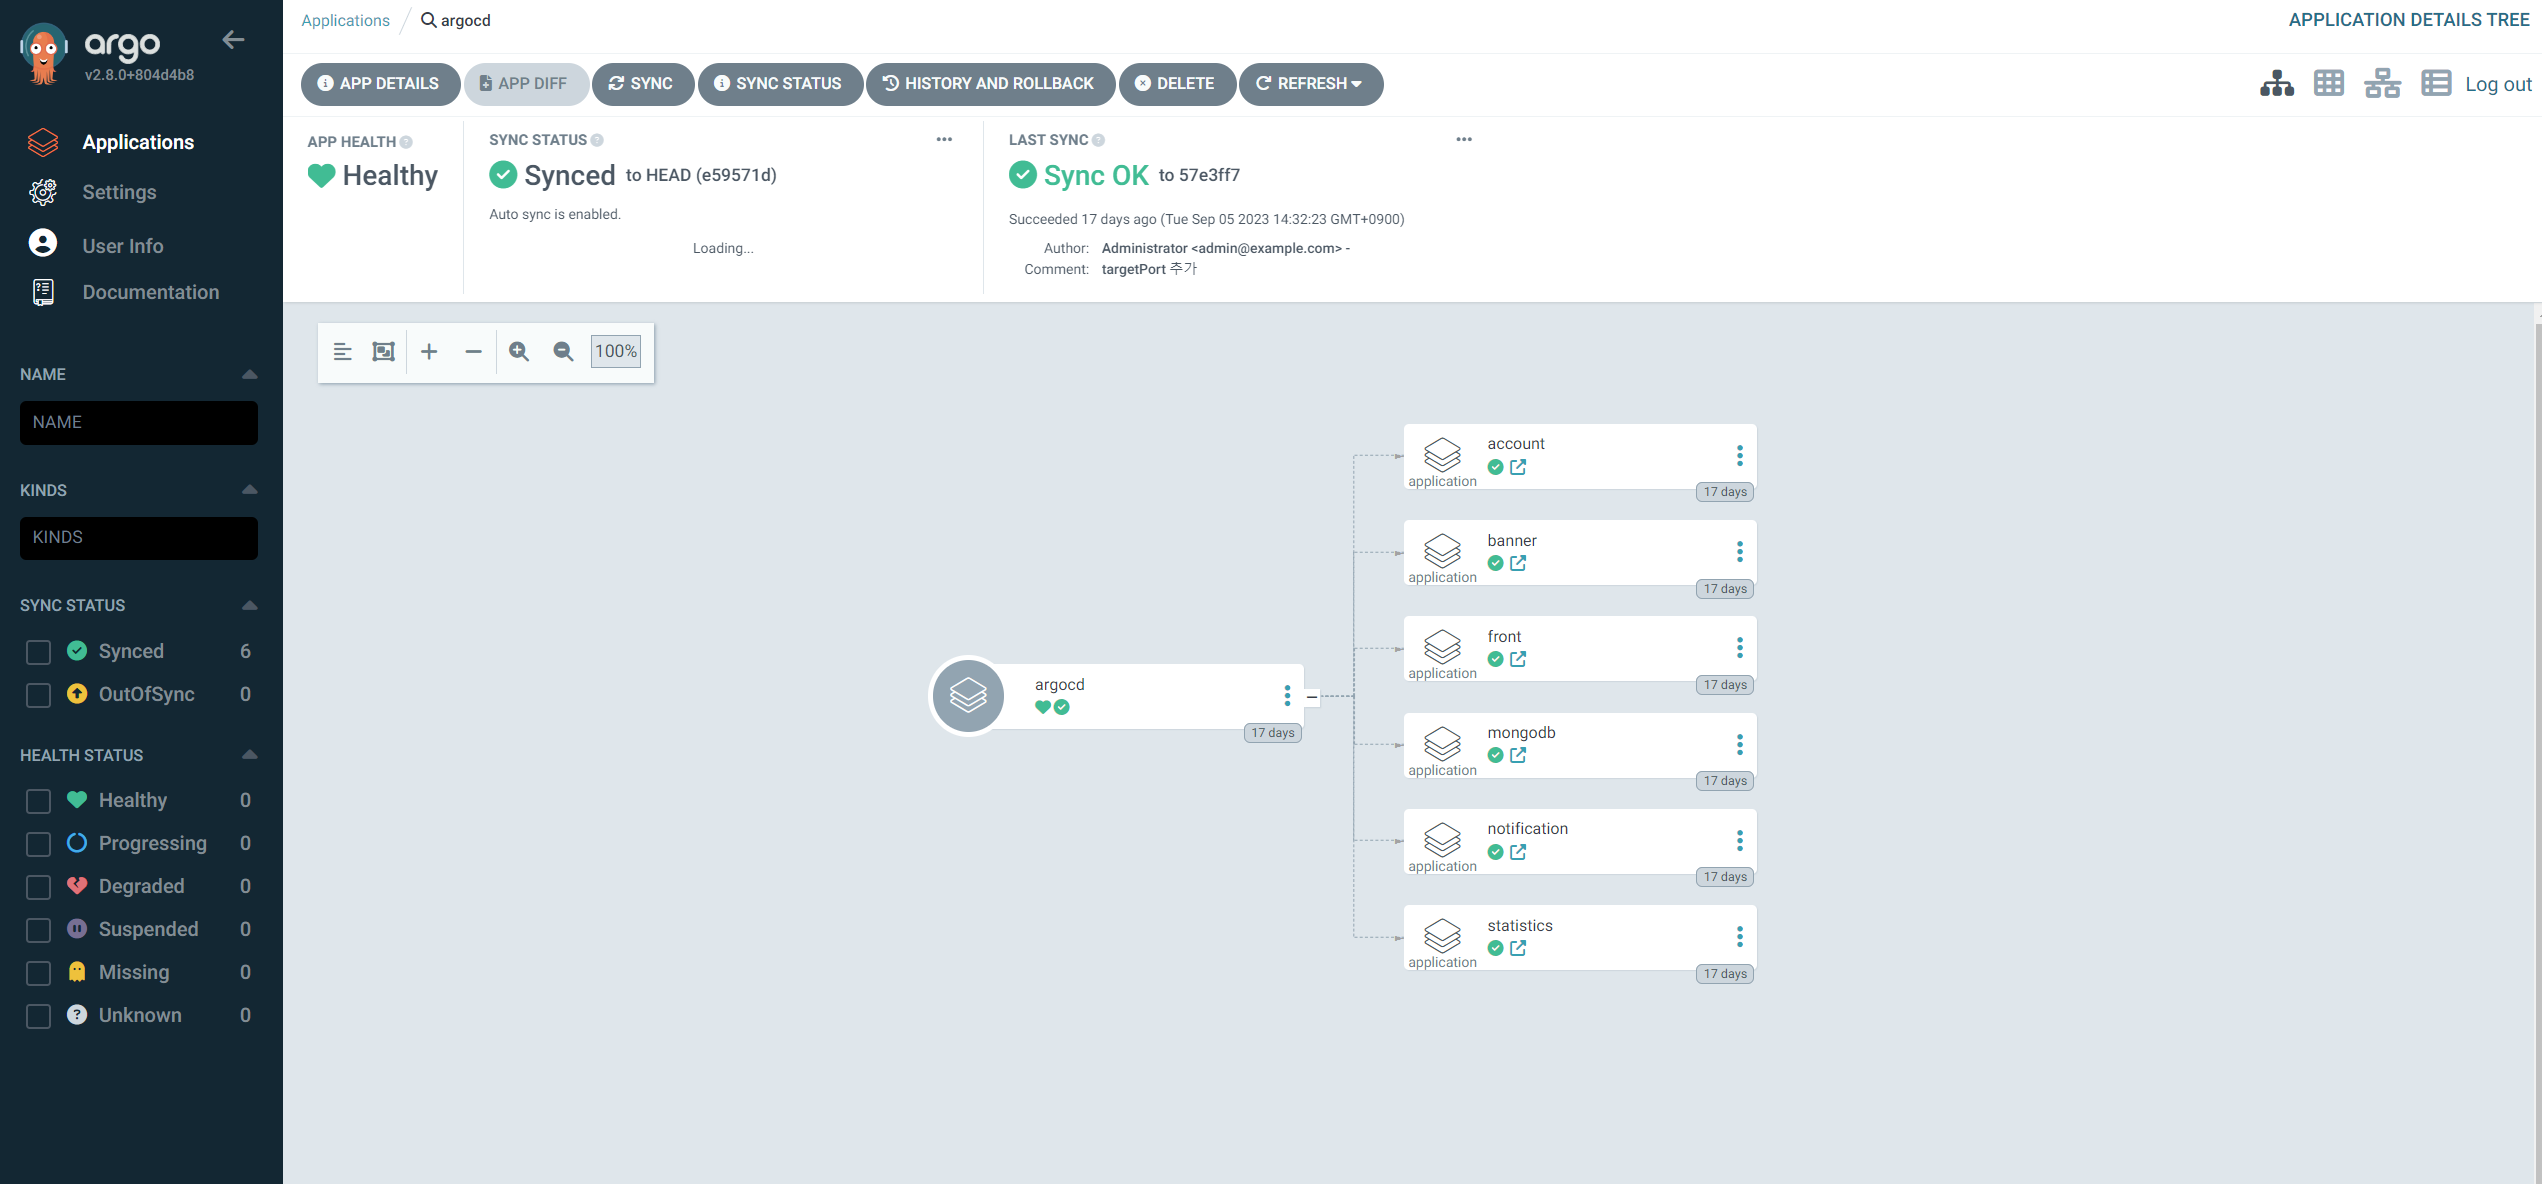 argo
v2.8.0+804d4b8
Applications
Settings
User Info
Documentation
NAME
NAME
KINDS
KINDS
SYNC STATUS
Synced 6
OutOfSync 0
HEALTH STATUS
Healthy 0
Progressing 0
Degraded 0
Suspended 0
Missing 0
Unknown 0
Applications / argocd
APPLICATION DETAILS TREE
APP DETAILS APP DIFF SYNC SYNC STATUS HISTORY AND ROLLBACK DELETE REFRESH Log out
APP HEALTH
Healthy
SYNC STATUS
Synced to HEAD (e59571d)
Auto sync is enabled.
Loading...
LAST SYNC
Sync OK to 57e3ff7
Succeeded 17 days ago (Tue Sep 05 2023 14:32:23 GMT+0900)
Author: Administrator <admin@example.com> -
Comment: targetPort 추가
100%
argocd
17 days
account
application
17 days
banner
application
17 days
front
application
17 days
mongodb
application
17 days
notification
application
17 days
statistics
application
17 days